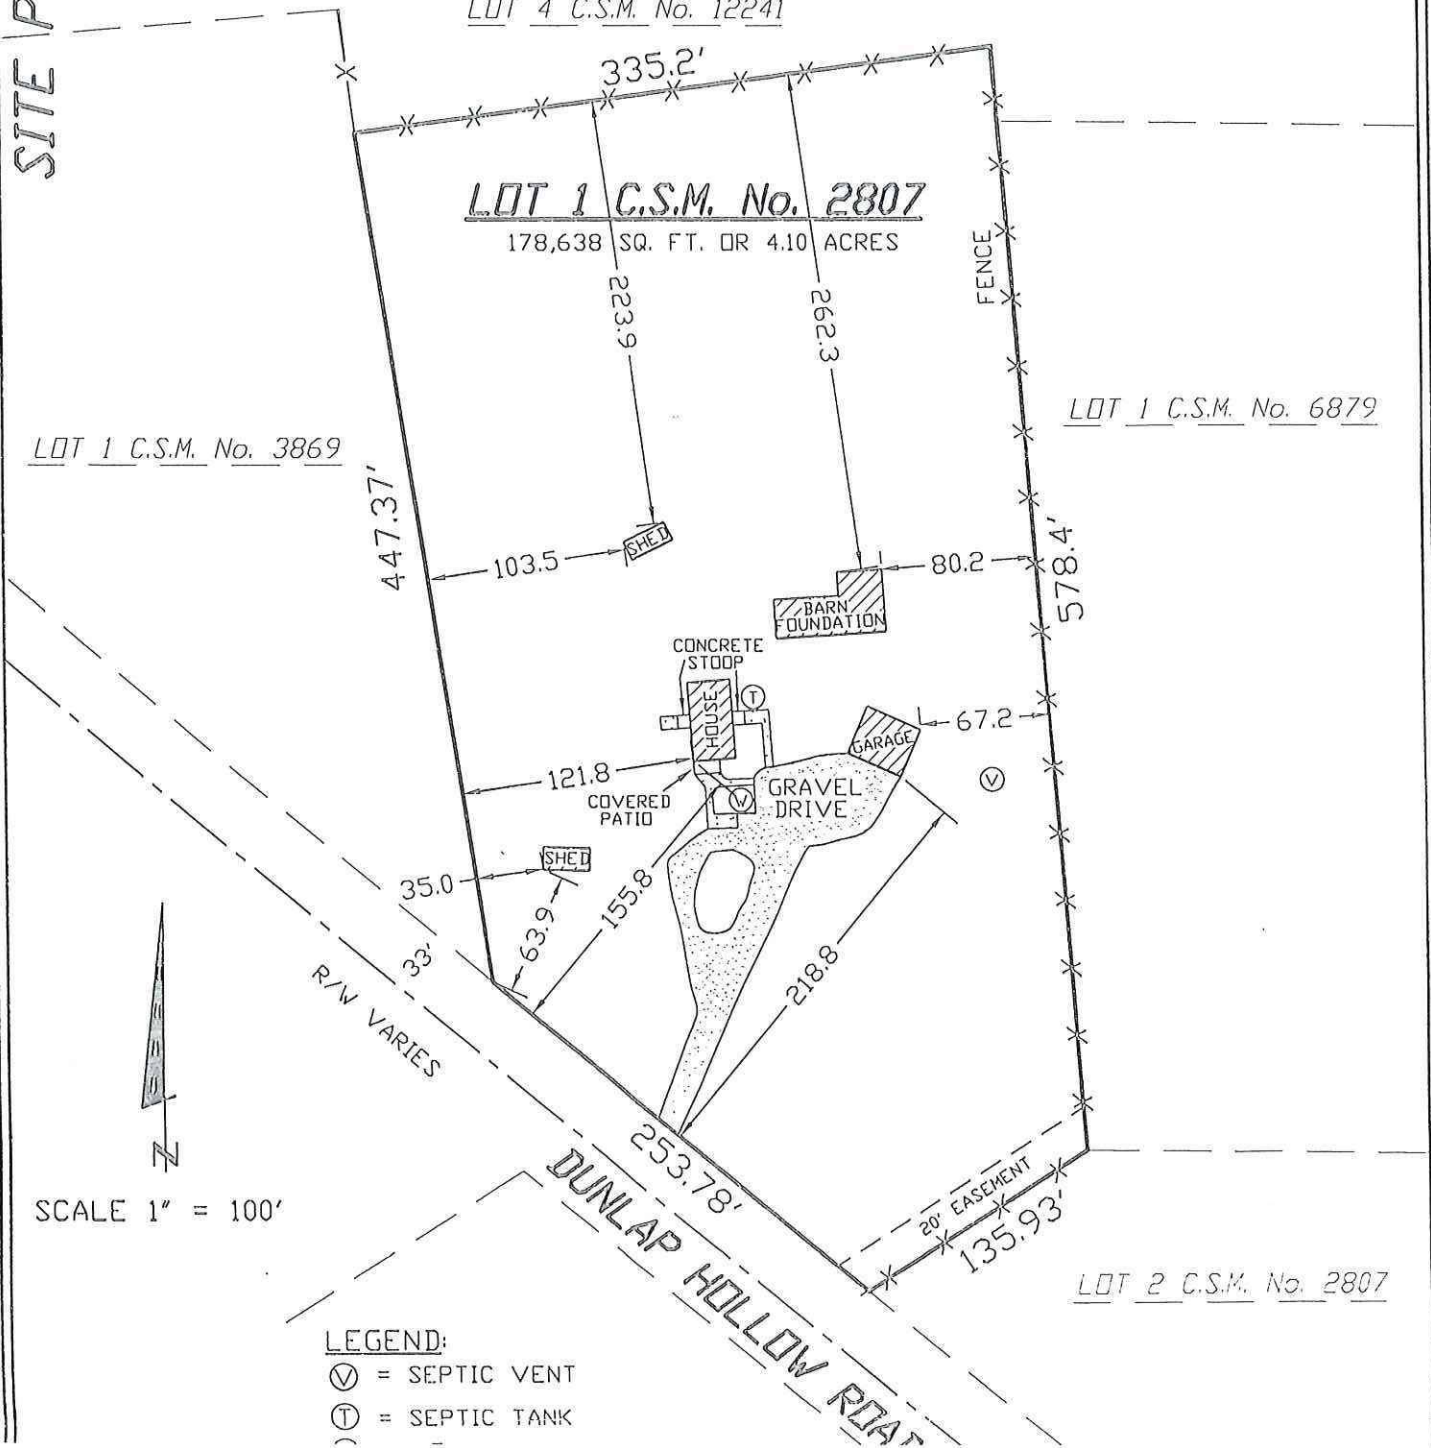 SITE
LOT 4 C.S.M. No. 12241
335.2'
LOT 1 C.S.M. No. 2807
178,638 SQ. FT. OR 4.10 ACRES
FENCE
223.9
262.3
LOT 1 C.S.M. No. 6879
LOT 1 C.S.M. No. 3869
447.37'
103.5
SHED
80.2
578.4'
BARN
FOUNDATION
CONCRETE
STOOP
T
HOUSE
67.2
GARAGE
121.8
COVERED
PATIO
W
GRAVEL
DRIVE
V
SHED
35.0
63.9
155.8
218.8
33'
R/W VARIES
N
SCALE 1" = 100'
253.78'
20' EASEMENT
135.93'
DUNLAP HOLLOW ROAD
LOT 2 C.S.M. No. 2807
LEGEND:
V = SEPTIC VENT
T = SEPTIC TANK